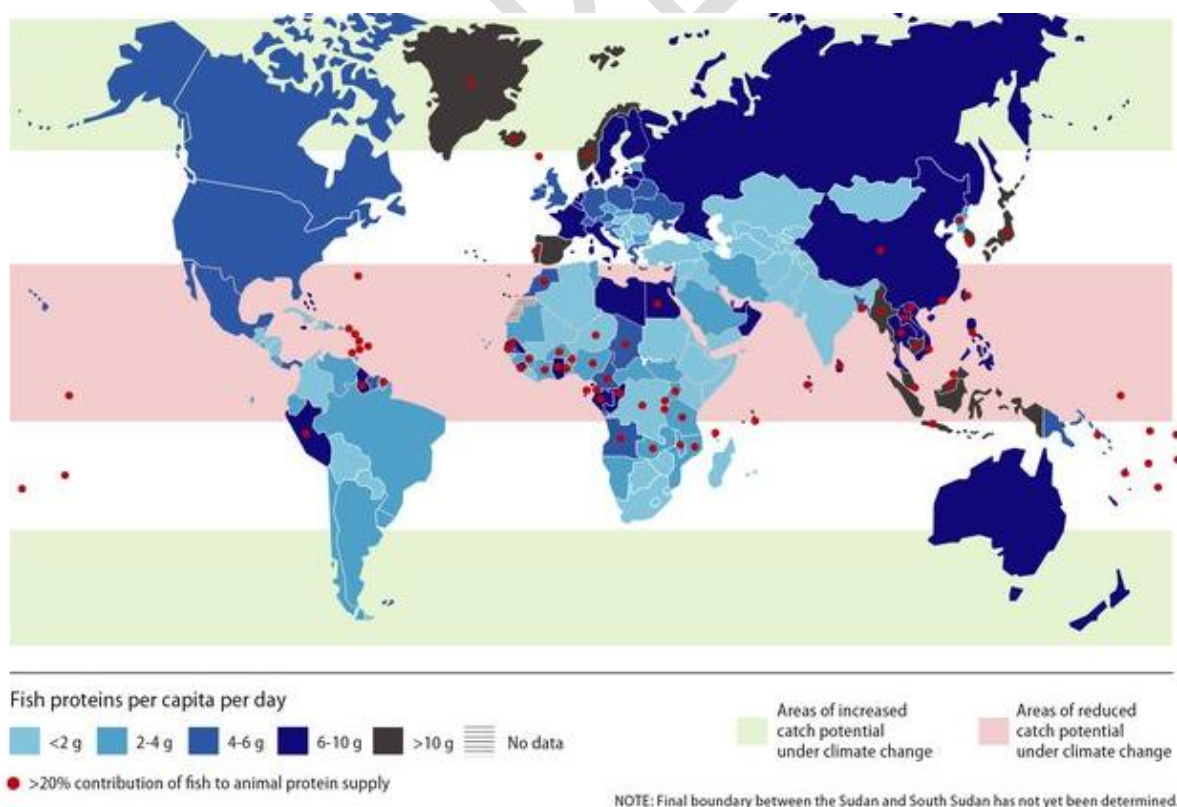 Fish proteins per capita per day
<2 g 2-4 g 4-6 g 6-10 g >10 g No data
>20% contribution of fish to animal protein supply
Areas of increased
catch potential
under climate change
Areas of reduced
catch potential
under climate change
NOTE: Final boundary between the Sudan and South Sudan has not yet been determined